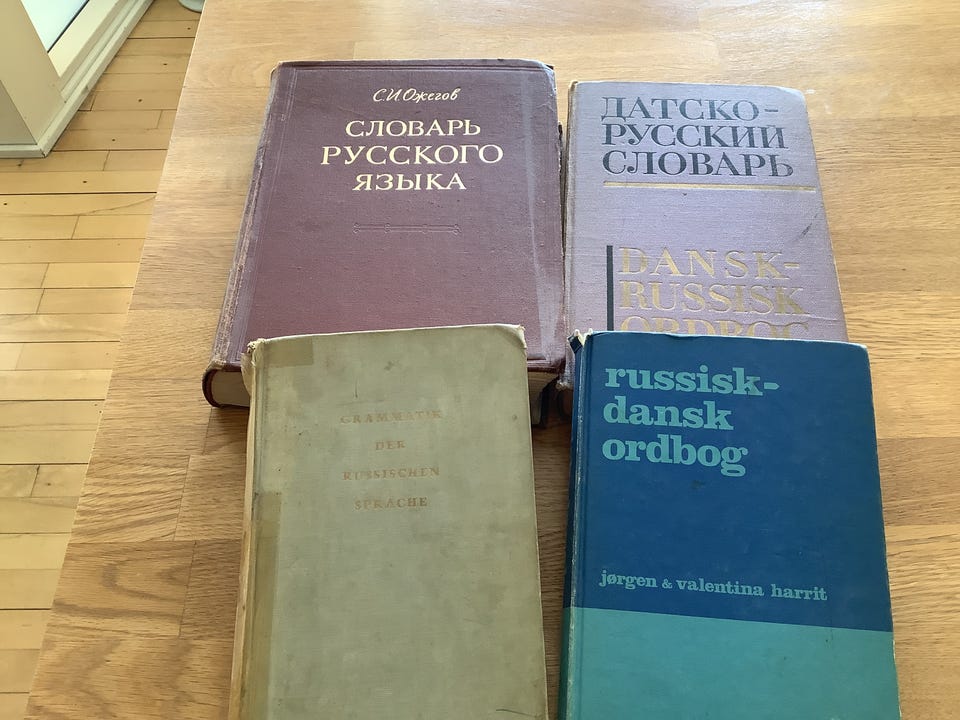 С.И.Ожегов
СЛОВАРЬ
РУССКОГО
ЯЗЫКА
ДАТСКО-
РУССКИЙ
СЛОВАРЬ
DANSK-
RUSSISK
ORDBOG
GRAMMATIK
DER
RUSSISCHEN
SPRACHE
russisk-
dansk
ordbog
jørgen & valentina harrit